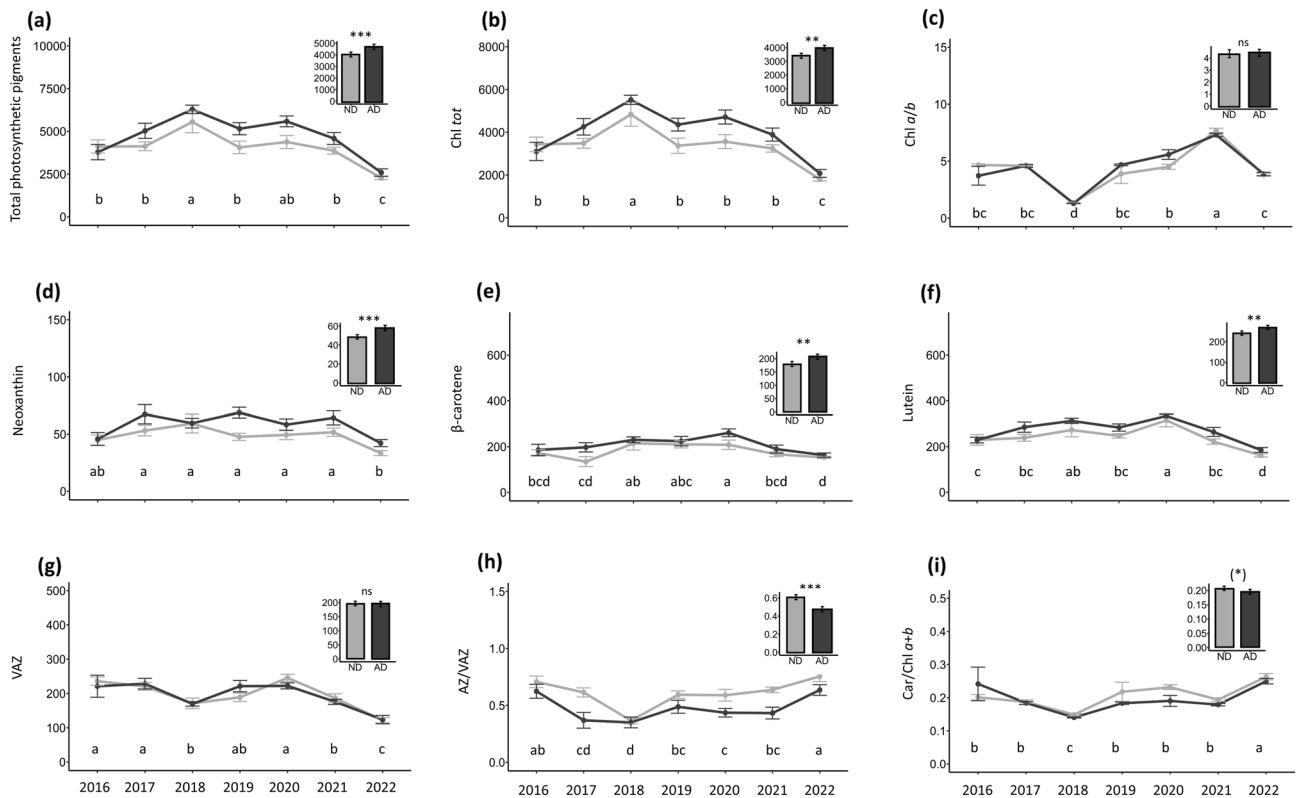 (a)
Total photosynthetic pigments
10000
7500
5000
2500
0
b b a b ab b c
***
5000
4000
3000
2000
1000
0
ND AD
(b)
Chl tot
8000
6000
4000
2000
0
b b a b b b c
**
4000
3000
2000
1000
0
ND AD
(c)
Chl a/b
15
10
5
0
bc bc d bc b a c
ns
4
3
2
1
0
ND AD
(d)
Neoxanthin
150
100
50
0
ab a a a a a b
***
60
40
20
0
ND AD
(e)
β-carotene
600
400
200
0
bcd cd ab abc a bcd d
**
200
150
100
50
0
ND AD
(f)
Lutein
600
400
200
0
c bc ab bc a bc d
**
200
100
0
ND AD
(g)
VAZ
500
400
300
200
100
0
a a b ab a b c
ns
200
150
100
50
0
ND AD
2016 2017 2018 2019 2020 2021 2022
(h)
AZ/VAZ
1.5
1.0
0.5
0.0
ab cd d bc c bc a
***
0.6
0.4
0.2
0.0
ND AD
2016 2017 2018 2019 2020 2021 2022
(i)
Car/Chl a+b
0.5
0.4
0.3
0.2
0.1
0.0
b b c b b b a
(*)
0.20
0.15
0.10
0.05
0.00
ND AD
2016 2017 2018 2019 2020 2021 2022